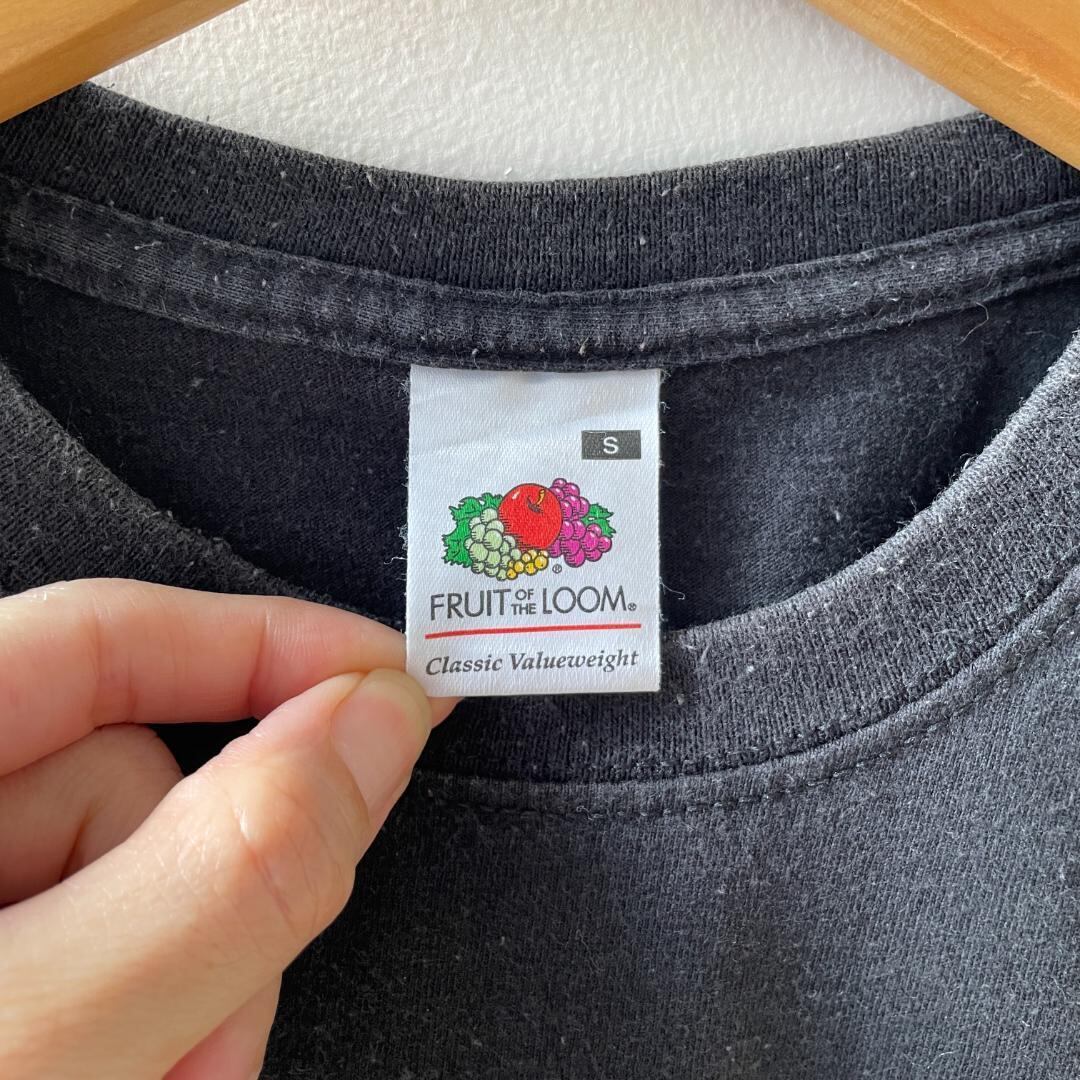 S
FRUIT OF THE LOOM®
Classic Valueweight